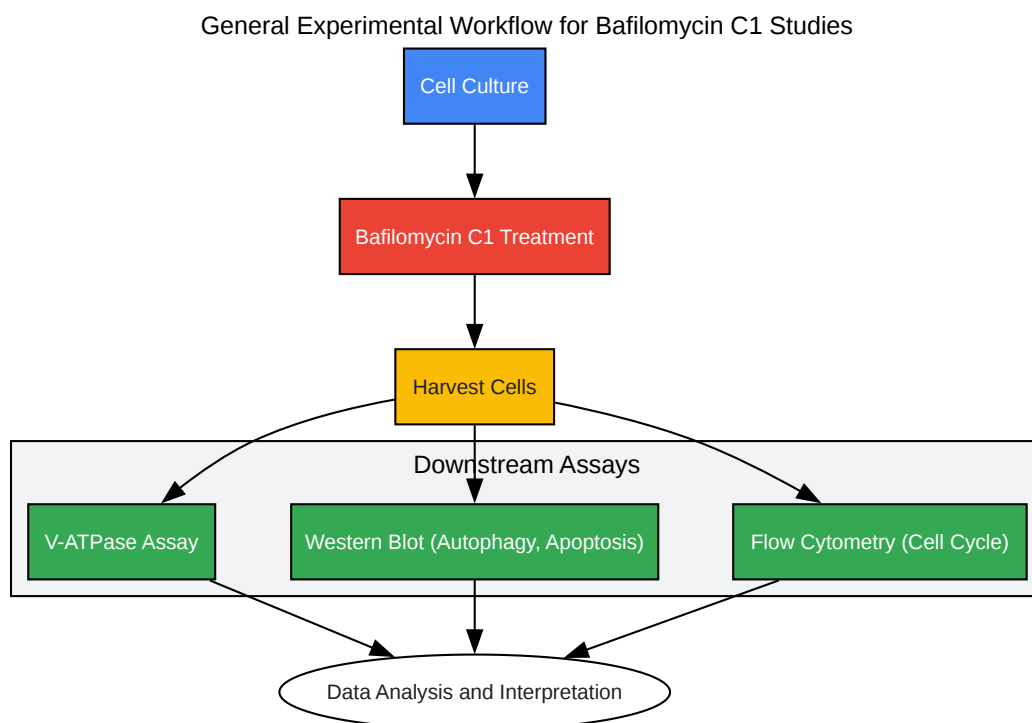 General Experimental Workflow for Bafilomycin C1 Studies
Cell Culture
Bafilomycin C1 Treatment
Harvest Cells
Downstream Assays
V-ATPase Assay
Western Blot (Autophagy, Apoptosis)
Flow Cytometry (Cell Cycle)
Data Analysis and Interpretation